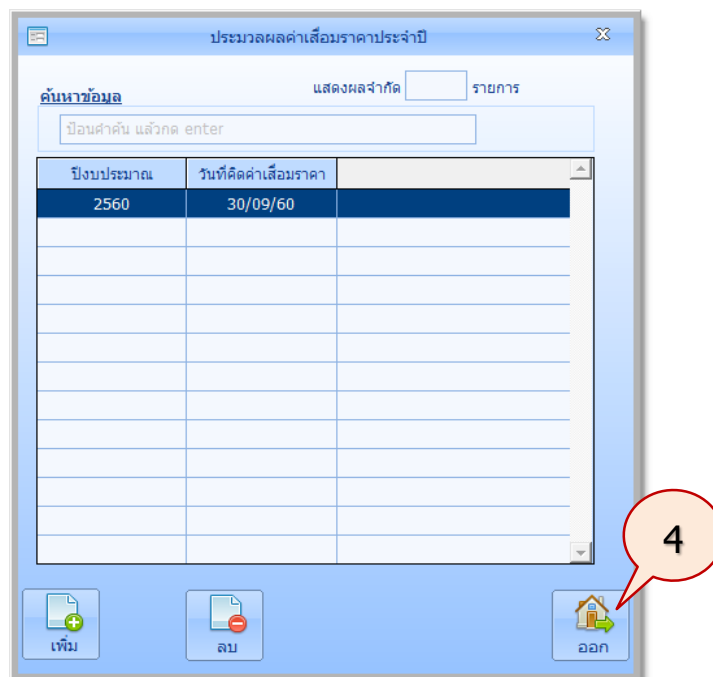 ประมวลผลค่าเสื่อมราคาประจำปี
แสดงผลจำกัด รายการ
ค้นหาข้อมูล
ป้อนคำค้น แล้วกด enter
ปีงบประมาณ วันที่คิดค่าเสื่อมราคา
2560 30/09/60
4
เพิ่ม ลบ ออก